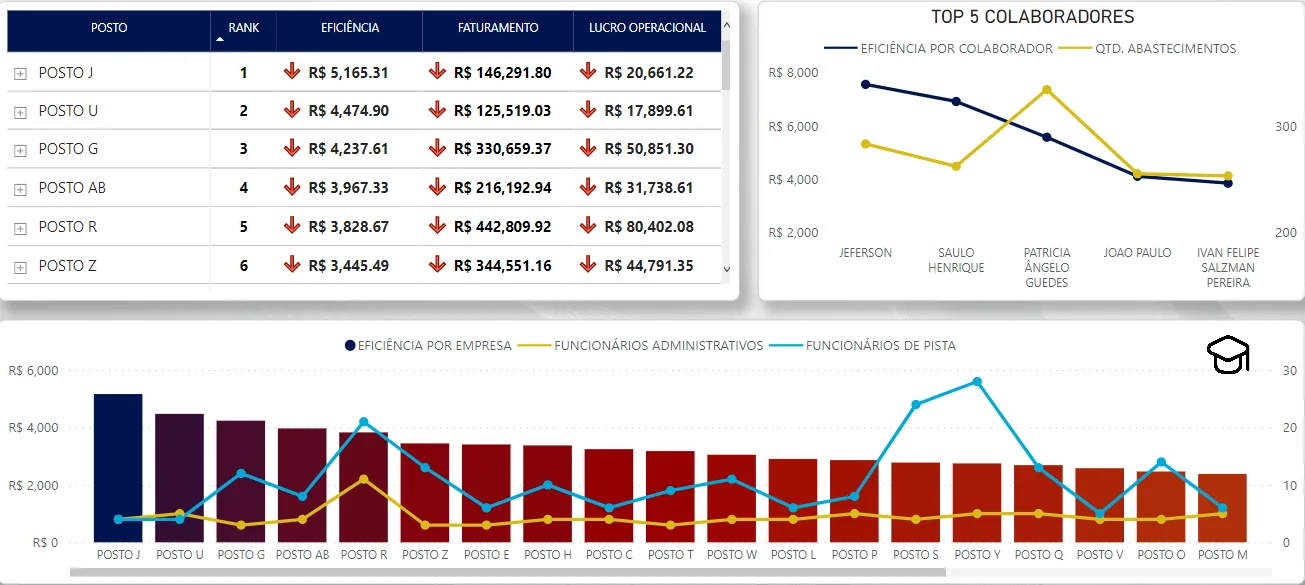 POSTO RANK EFICIÊNCIA FATURAMENTO LUCRO OPERACIONAL
POSTO J 1 R$ 5,165.31 R$ 146,291.80 R$ 20,661.22
POSTO U 2 R$ 4,474.90 R$ 125,519.03 R$ 17,899.61
POSTO G 3 R$ 4,237.61 R$ 330,659.37 R$ 50,851.30
POSTO AB 4 R$ 3,967.33 R$ 216,192.94 R$ 31,738.61
POSTO R 5 R$ 3,828.67 R$ 442,809.92 R$ 80,402.08
POSTO Z 6 R$ 3,445.49 R$ 344,551.16 R$ 44,791.35
TOP 5 COLABORADORES
EFICIÊNCIA POR COLABORADOR QTD. ABASTECIMENTOS
R$ 8,000
R$ 6,000 300
R$ 4,000
R$ 2,000 200
JEFERSON SAULO PATRICIA JOAO PAULO IVAN FELIPE
HENRIQUE ÂNGELO SALZMAN
GUEDES PEREIRA
EFICIÊNCIA POR EMPRESA FUNCIONÁRIOS ADMINISTRATIVOS FUNCIONÁRIOS DE PISTA
R$ 6,000 30
R$ 4,000 20
R$ 2,000 10
R$ 0 0
POSTO J POSTO U POSTO G POSTO AB POSTO R POSTO Z POSTO E POSTO H POSTO C POSTO T POSTO W POSTO L POSTO P POSTO S POSTO Y POSTO Q POSTO V POSTO O POSTO M